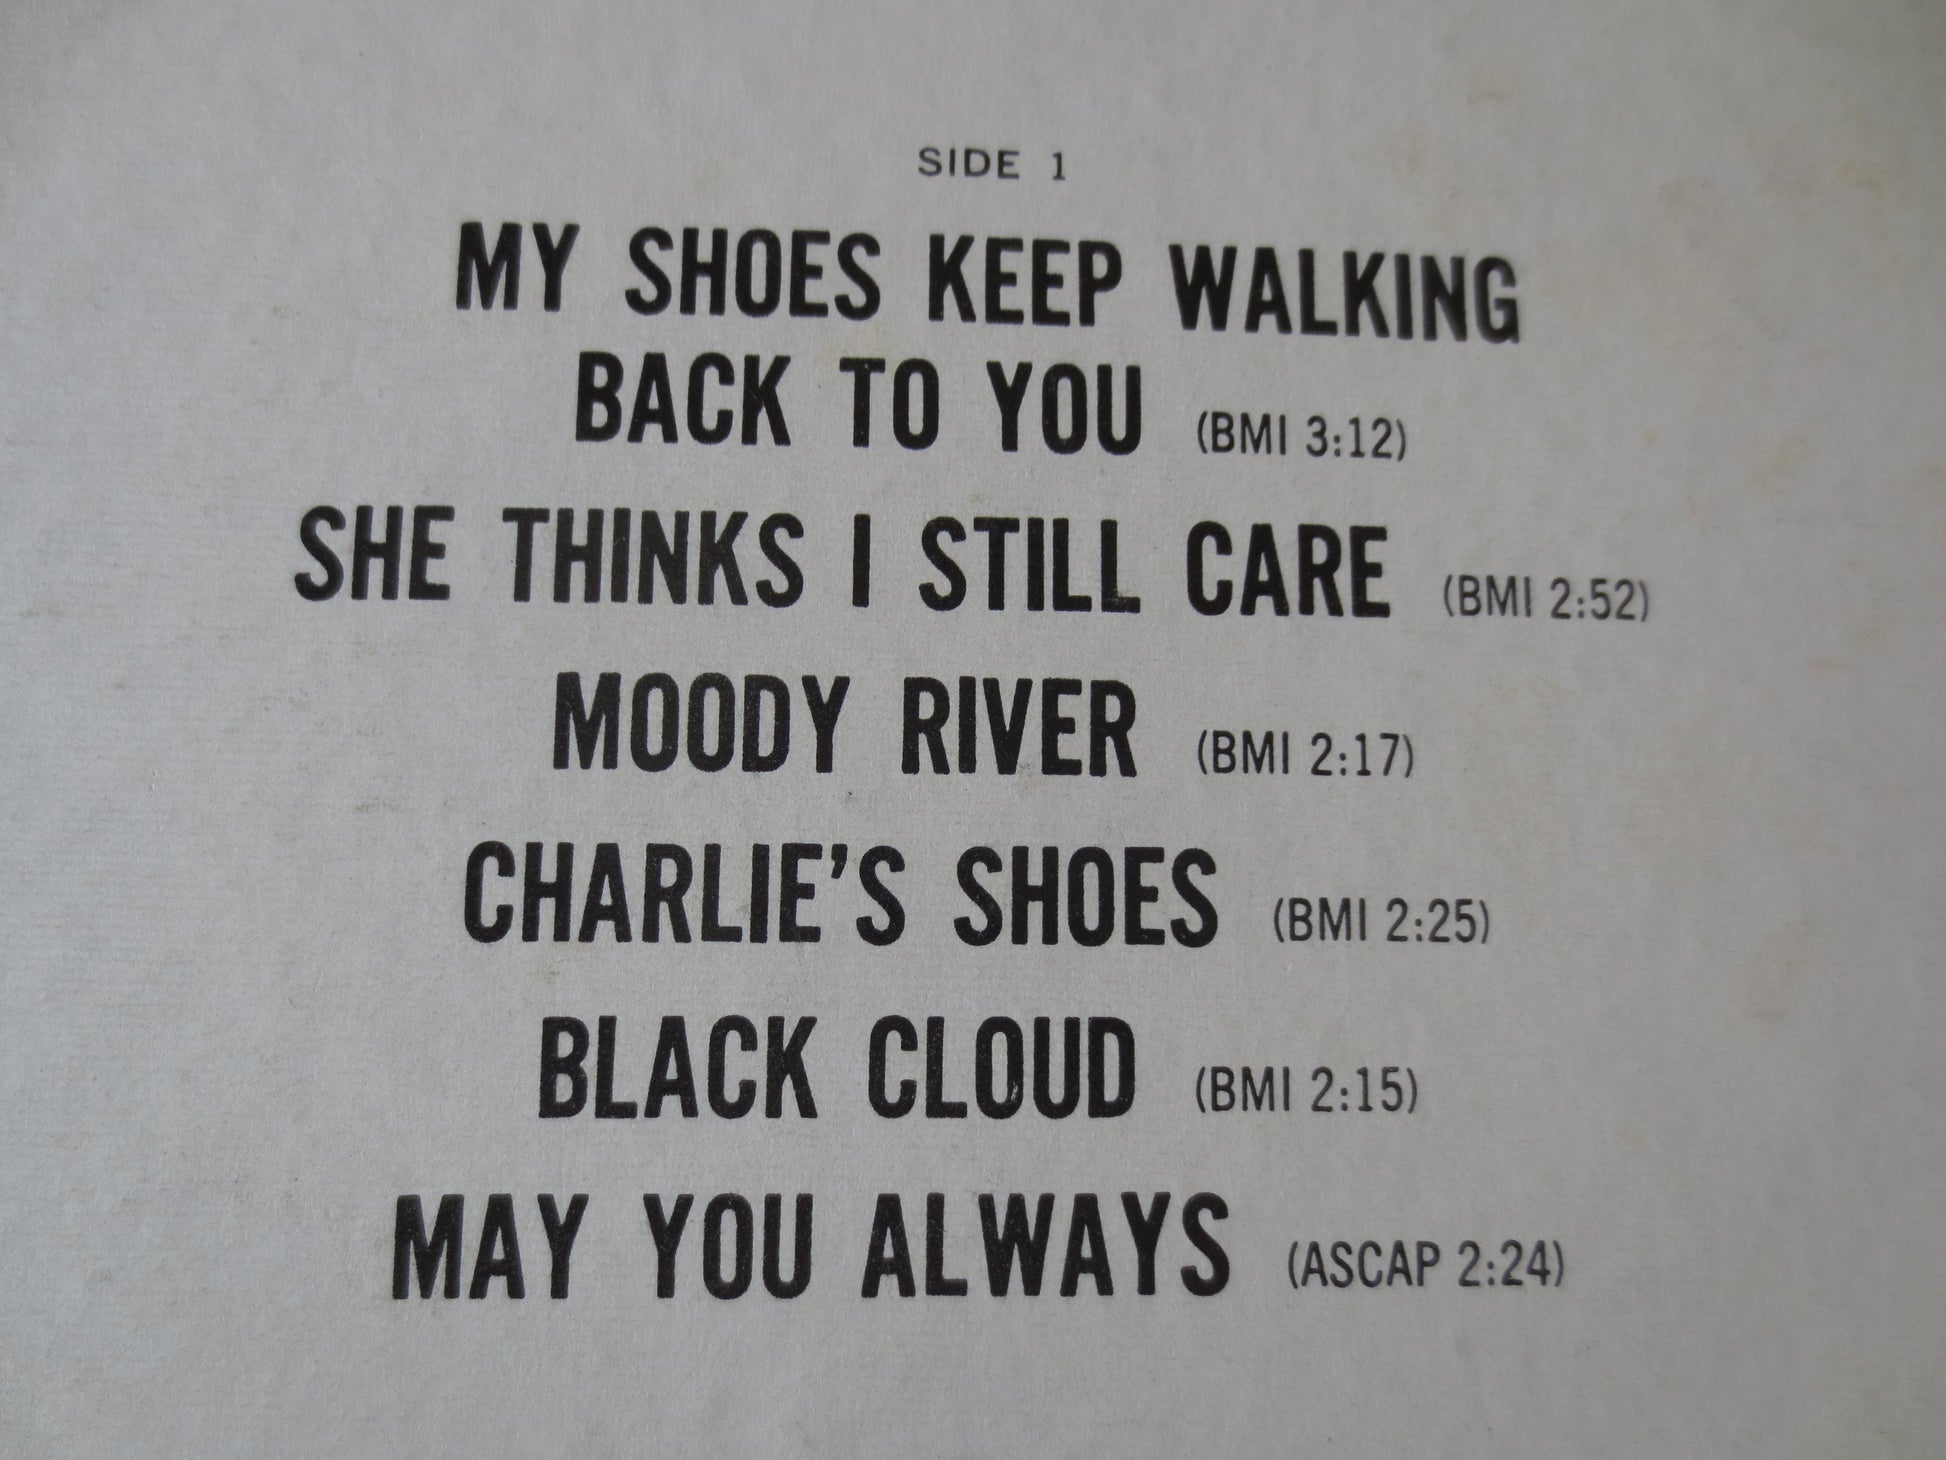 SIDE 1
MY SHOES KEEP WALKING
BACK TO YOU (BMI 3:12)
SHE THINKS I STILL CARE (BMI 2:52)
MOODY RIVER (BMI 2:17)
CHARLIE'S SHOES (BMI 2:25)
BLACK CLOUD (BMI 2:15)
MAY YOU ALWAYS (ASCAP 2:24)